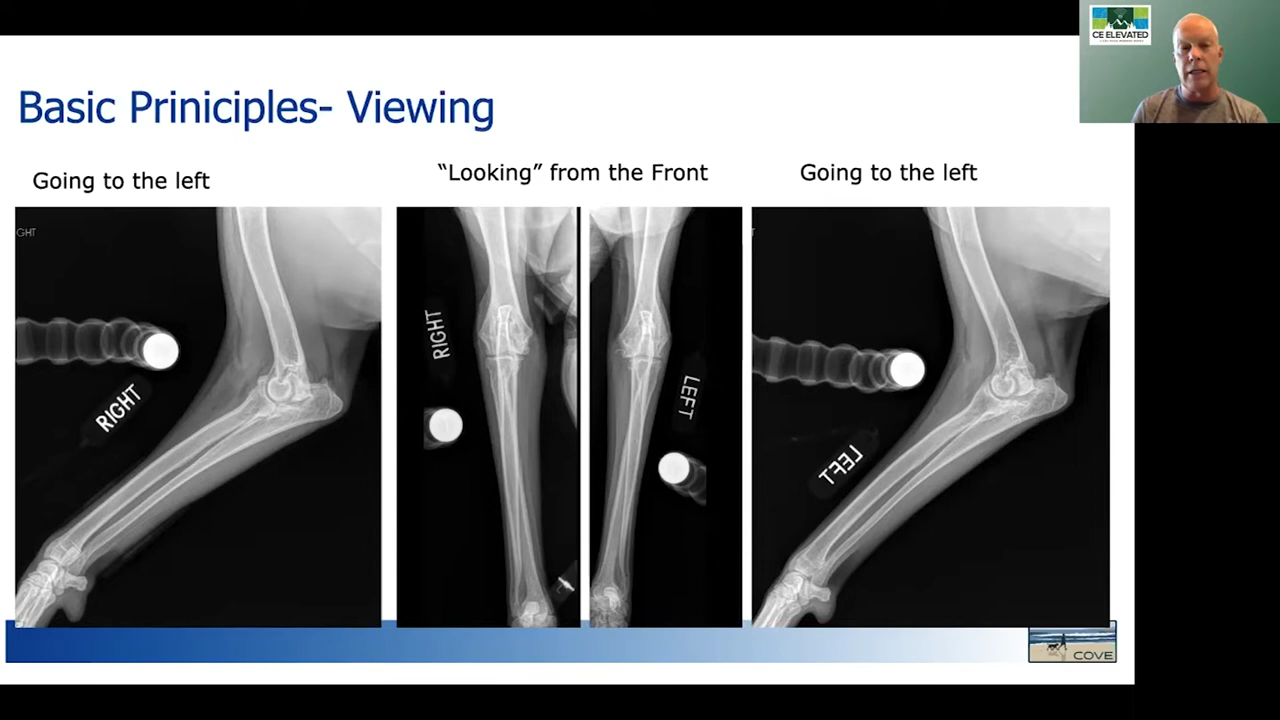 CE ELEVATED
Basic Priniciples- Viewing
Going to the left
“Looking” from the Front
Going to the left
GHT
RIGHT
RIGHT
LEFT
LEFT
COVE